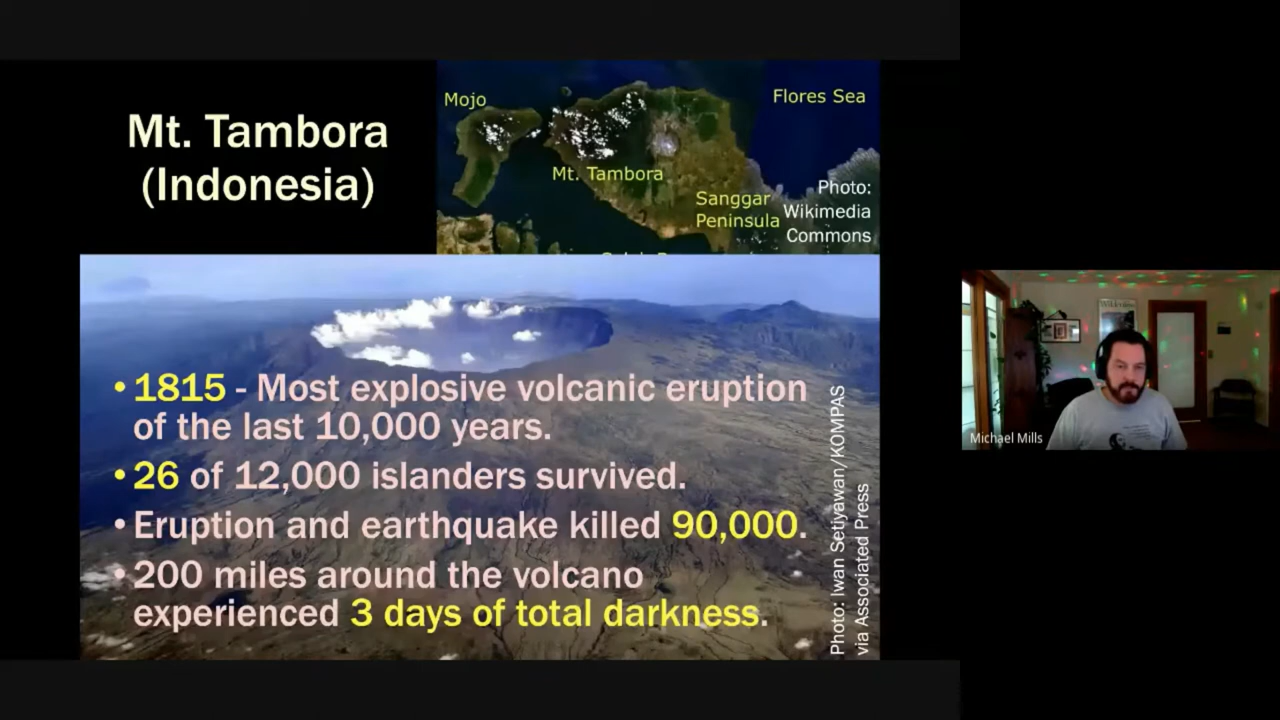 Mt. Tambora
(Indonesia)
Mojo
Flores Sea
Mt. Tambora
Sanggar
Peninsula
Photo:
Wikimedia
Commons
• 1815 - Most explosive volcanic eruption
of the last 10,000 years.
• 26 of 12,000 islanders survived.
• Eruption and earthquake killed 90,000.
• 200 miles around the volcano
experienced 3 days of total darkness.
Photo: Iwan Setiyawan/KOMPAS
via Associated Press
Michael Mills